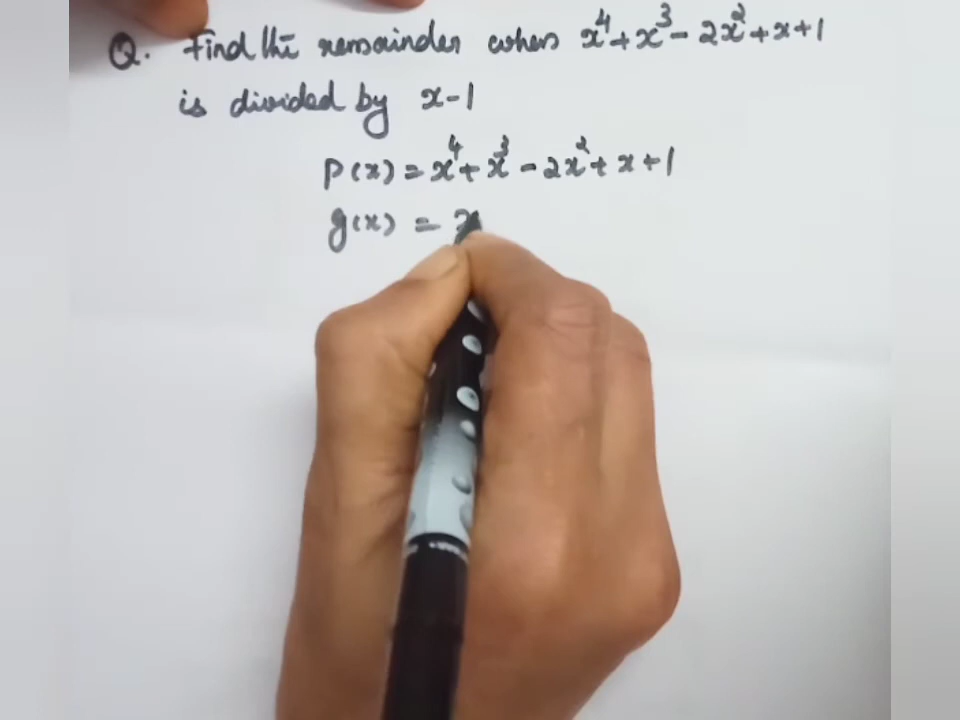 Q. Find the remainder when x⁴+x³-2x²+x+1
is divided by x-1
P(x) = x⁴+x³-2x²+x+1
g(x) = x